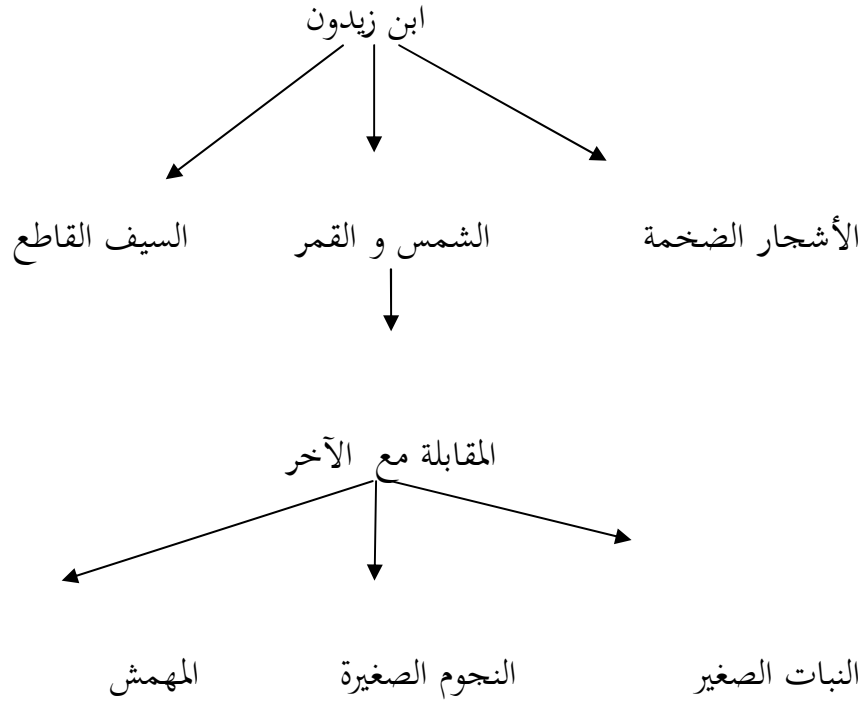 ابن زيدون
الأشجار الضخمة الشمس و القمر السيف القاطع
المقابلة مع الآخر
النبات الصغير النجوم الصغيرة المهمش